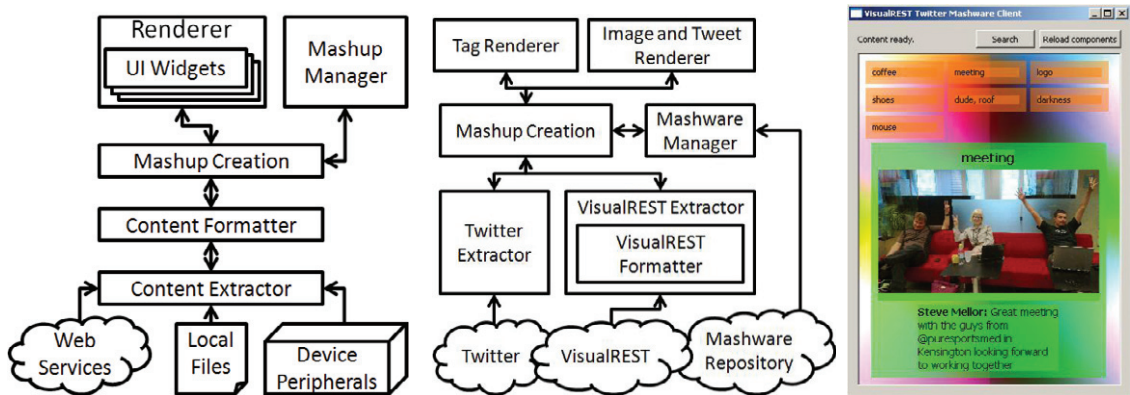 Renderer
UI Widgets
Mashup
Manager
Mashup Creation
Content Formatter
Content Extractor
Web
Services
Local
Files
Device
Peripherals
Tag Renderer
Image and Tweet
Renderer
Mashup Creation
Mashware
Manager
Twitter
Extractor
VisualREST Extractor
VisualREST
Formatter
Twitter
VisualREST
Mashware
Repository
VisualREST Twitter Mashware Client
Content ready.
Search
Reload components
coffee
meeting
logo
shoes
dude, roof
darkness
mouse
meeting
Steve Mellor: Great meeting
with the guys from
@puresportsmed in
Kensington looking forward
to working together